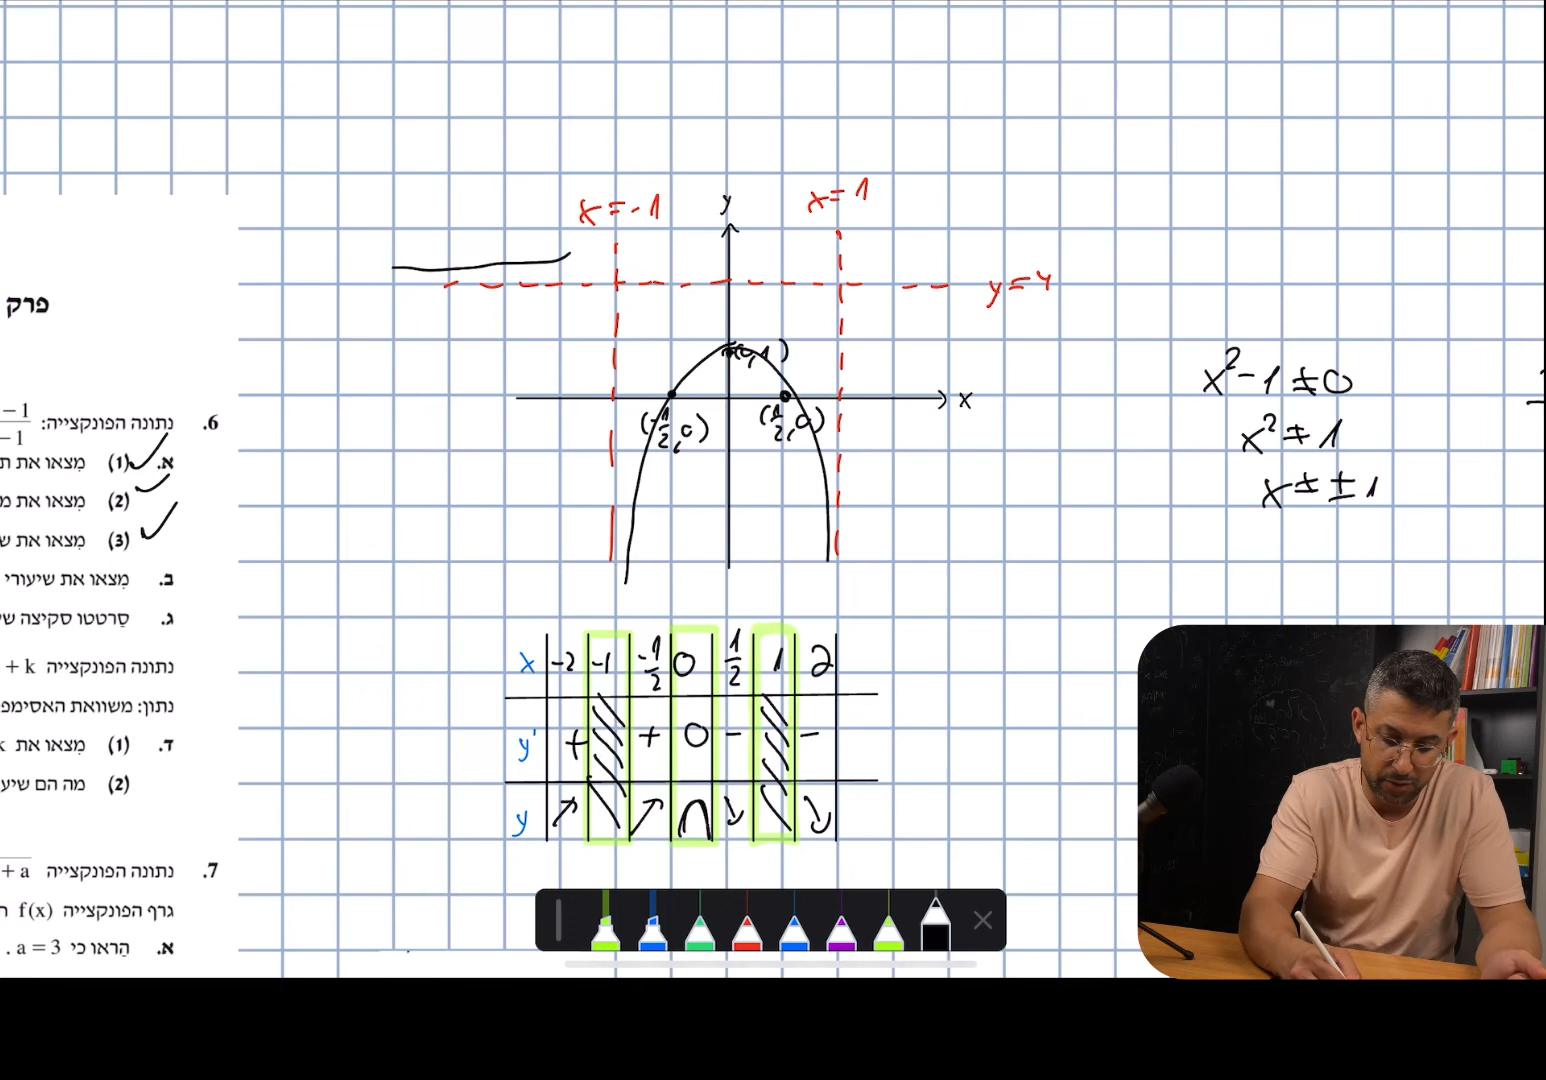 x = -1
y
x = 1
y = 4
(0,1)
x
(-1/2, 0)
(1/2, 0)
x² - 1 ≠ 0
x² ≠ 1
x ≠ ± 1
x -2 -1 -1/2 0 1/2 1 2
y' + + 0 - -
y ↗ ↗ ∩ ↘ ↘
פרק
6. נתונה הפונקצייה: −1
−1
א. (1) מִצאו את ת
(2) מִצאו את מ
(3) מִצאו את ש
ב. מִצאו את שיעורי
ג. סַרטטו סקיצה ש
נתונה הפונקצייה + k
נתון: משוואת האסימפ
ד. (1) מִצאו את k
(2) מה הם שיע
7. נתונה הפונקצייה + a
גרף הפונקצייה f(x)
א. הַראו כי a = 3 .